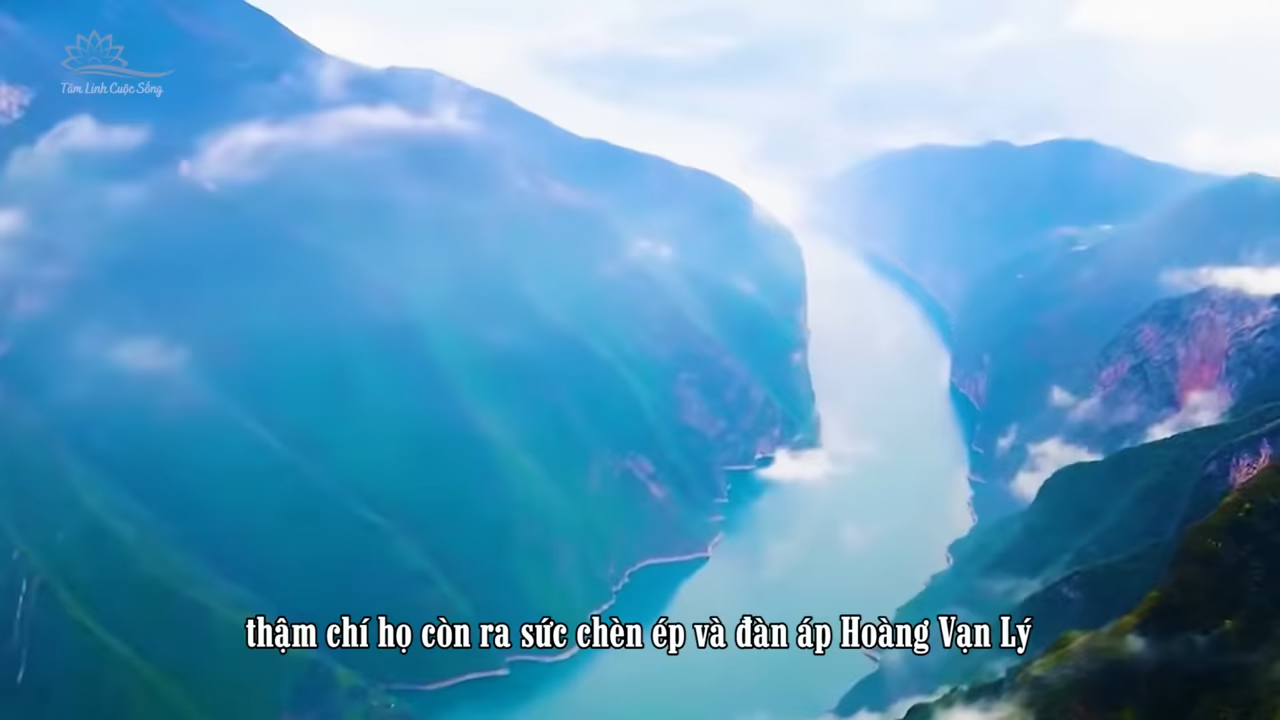 Tâm Linh Cuộc Sống
thậm chí họ còn ra sức chèn ép và đàn áp Hoàng Vạn Lý